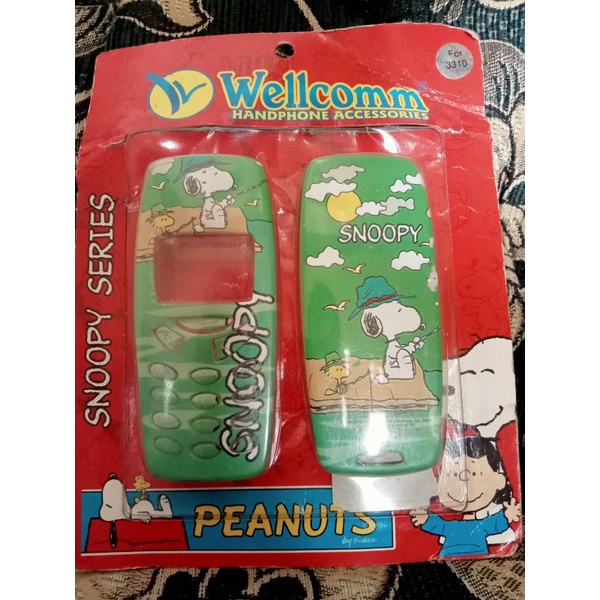 For
3310
Wellcomm
HANDPHONE ACCESSORIES
SNOOPY SERIES
SNOOPY
SNOOPY
PEANUTS